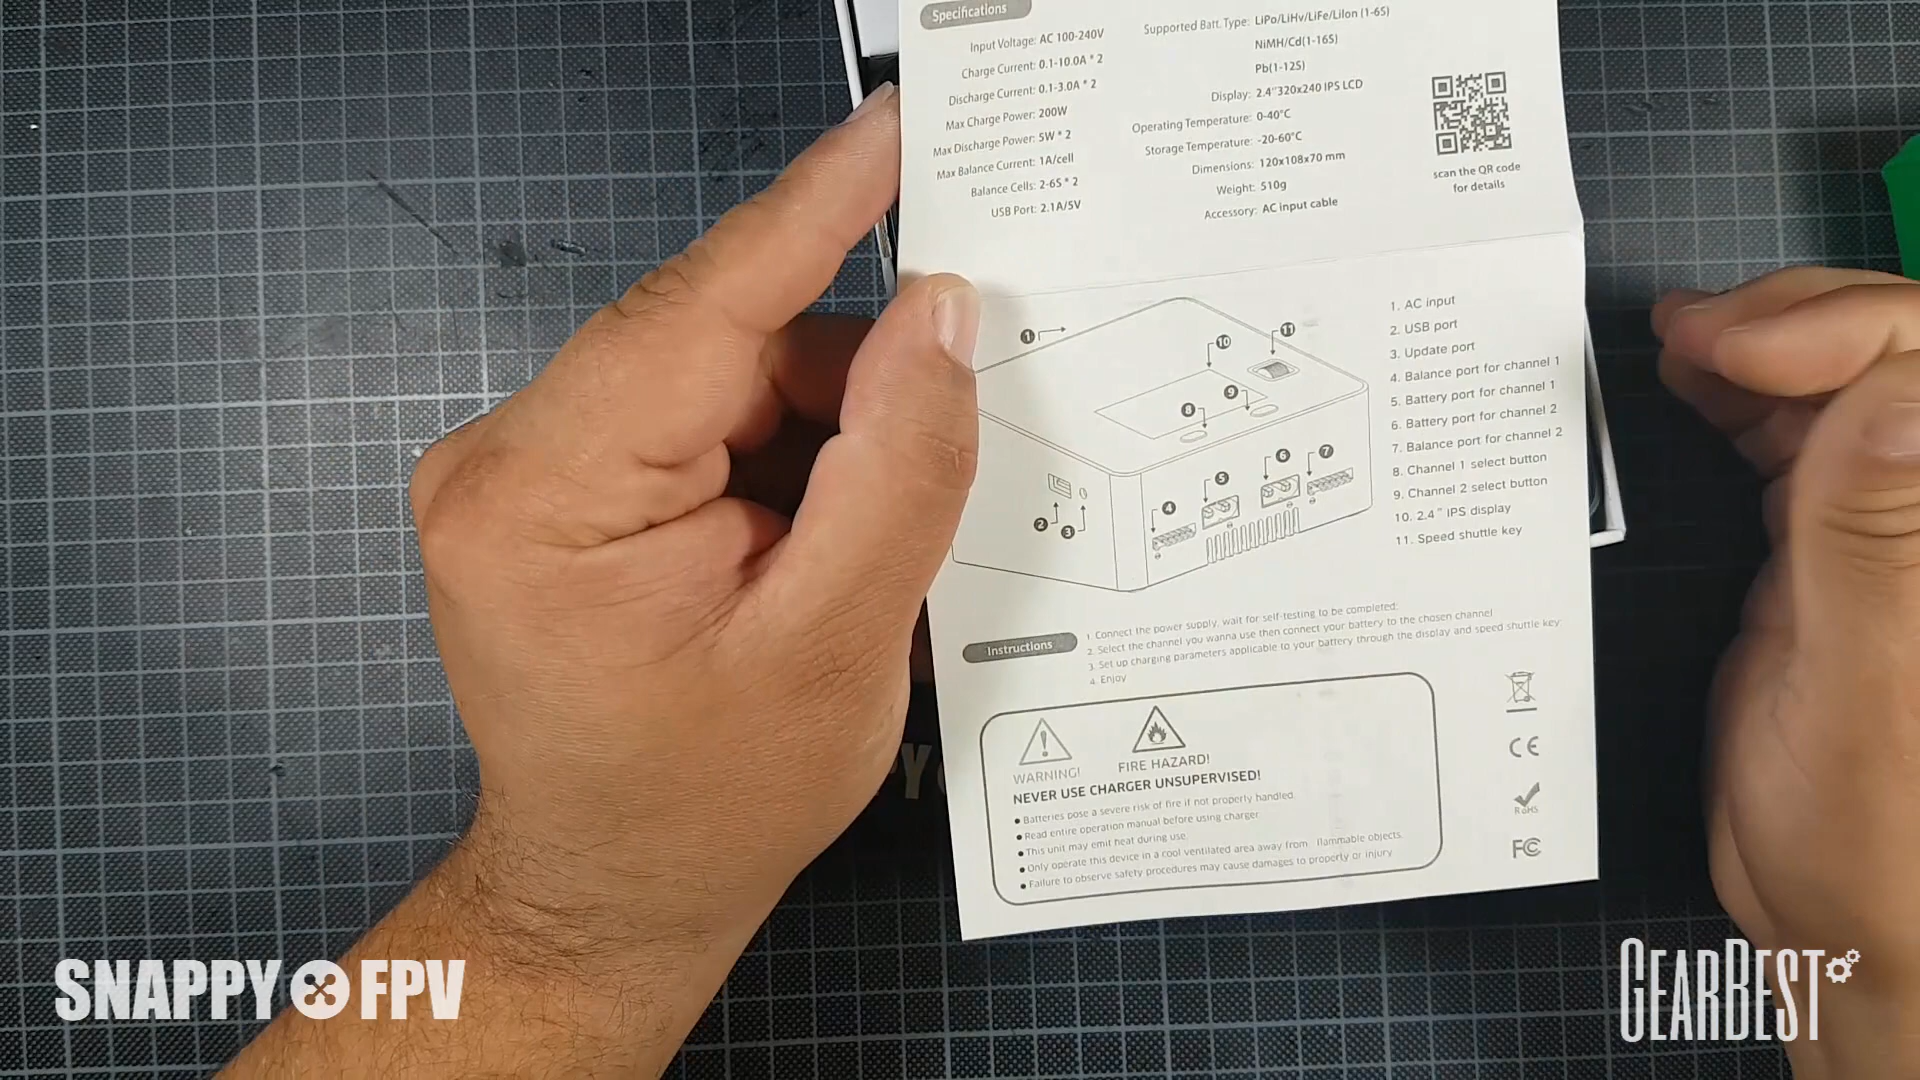 Specifications
Input Voltage: AC 100-240V
Charge Current: 0.1-10.0A * 2
Discharge Current: 0.1-3.0A * 2
Max Charge Power: 200W
Max Discharge Power: 5W * 2
Max Balance Current: 1A/cell
Balance Cells: 2-6S * 2
USB Port: 2.1A/5V
Supported Batt. Type: LiPo/LiHv/LiFe/LiIon (1-6S)
NiMH/Cd(1-16S)
Pb(1-12S)
Display: 2.4"320x240 IPS LCD
Operating Temperature: 0-40°C
Storage Temperature: -20-60°C
Dimensions: 120x108x70 mm
Weight: 510g
Accessory: AC input cable
scan the QR code
for details
1
10
11
9
8
2
3
4
5
6
7
1. AC input
2. USB port
3. Update port
4. Balance port for channel 1
5. Battery port for channel 1
6. Battery port for channel 2
7. Balance port for channel 2
8. Channel 1 select button
9. Channel 2 select button
10. 2.4" IPS display
11. Speed shuttle key
Instructions
1. Connect the power supply, wait for self-testing to be completed;
2. Select the channel you wanna use then connect your battery to the chosen channel
3. Set up charging parameters applicable to your battery through the display and speed shuttle key.
4. Enjoy
WARNING!
FIRE HAZARD!
NEVER USE CHARGER UNSUPERVISED!
• Batteries pose a severe risk of fire if not properly handled.
• Read entire operation manual before using charger
• This unit may emit heat during use.
• Only operate this device in a cool ventilated area away from flammable objects.
• Failure to observe safety procedures may cause damages to property or injury
CE
RoHS
FC
SNAPPY FPV
GEARBEST